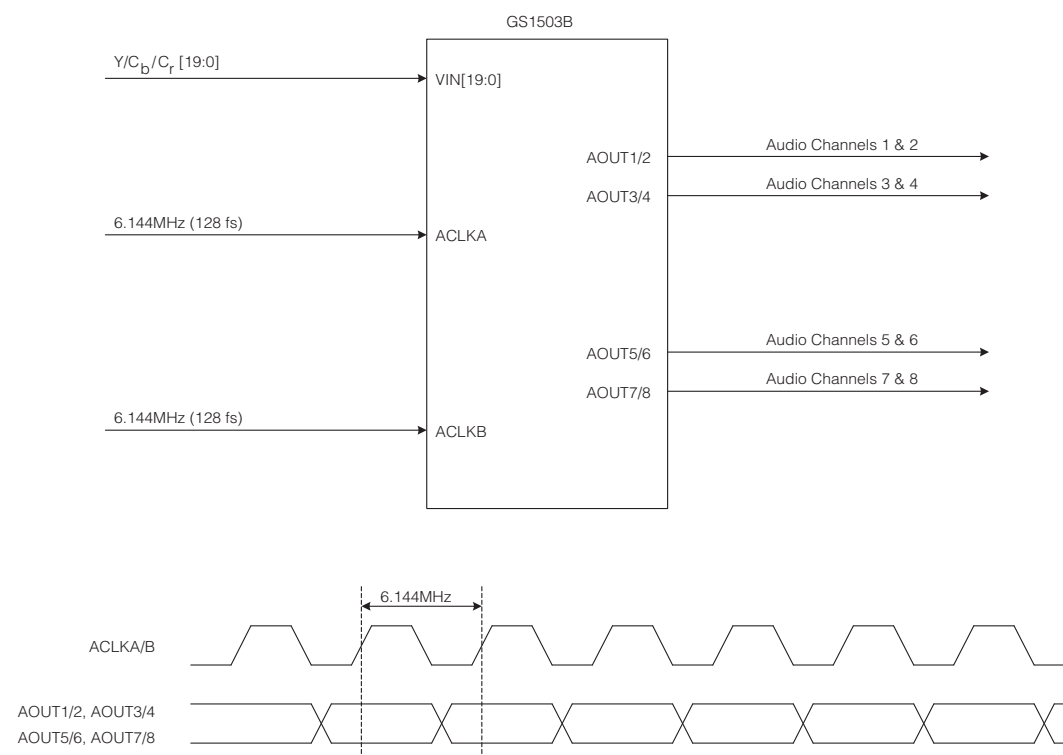 GS1503B
Y/Cb/Cr [19:0]
VIN[19:0]
AOUT1/2
Audio Channels 1 & 2
AOUT3/4
Audio Channels 3 & 4
6.144MHz (128 fs)
ACLKA
AOUT5/6
Audio Channels 5 & 6
AOUT7/8
Audio Channels 7 & 8
6.144MHz (128 fs)
ACLKB
6.144MHz
ACLKA/B
AOUT1/2, AOUT3/4
AOUT5/6, AOUT7/8